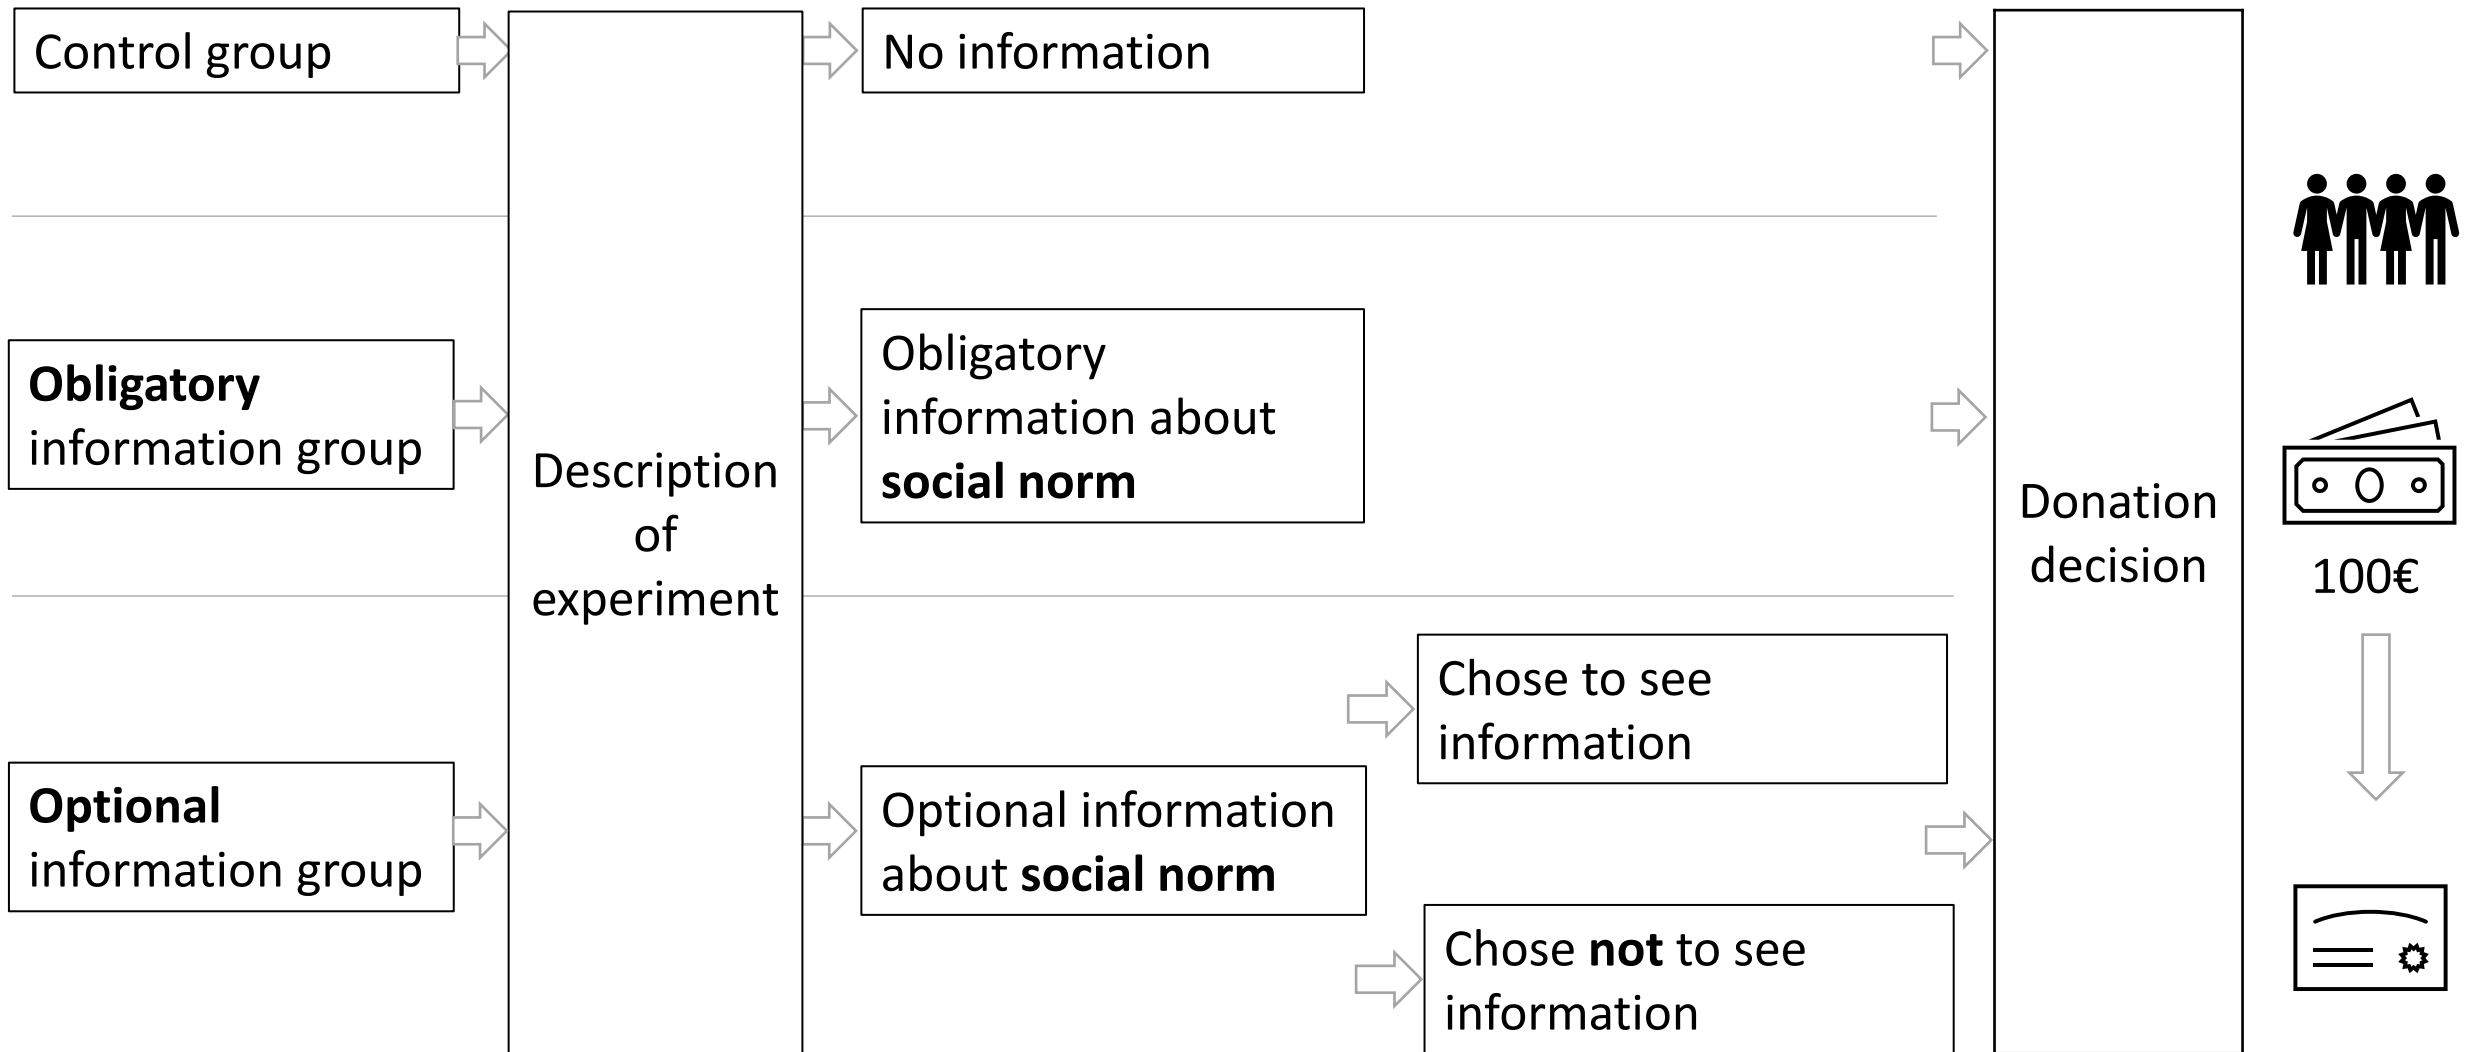 Control group
No information
Obligatory
information group
Description
of
experiment
Obligatory
information about
social norm
Donation
decision
100€
Optional
information group
Optional information
about social norm
Chose to see
information
Chose not to see
information